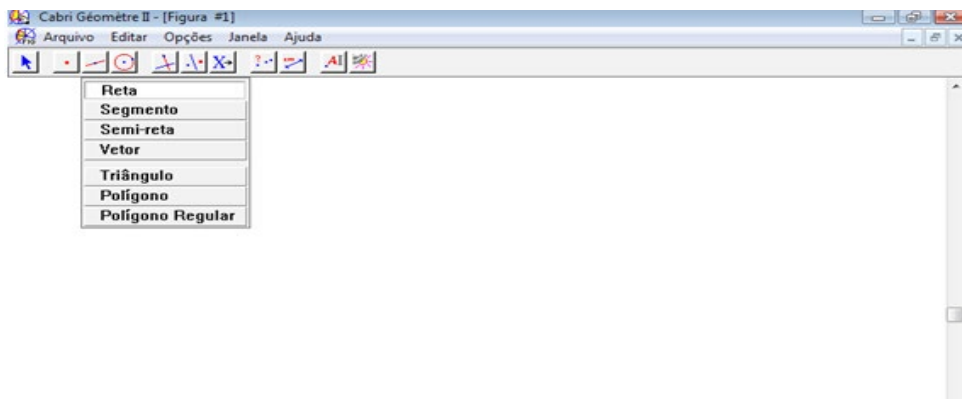 Cabri Géomètre II - [Figura #1]
Arquivo Editar Opções Janela Ajuda
Reta
Segmento
Semi-reta
Vetor
Triângulo
Polígono
Polígono Regular